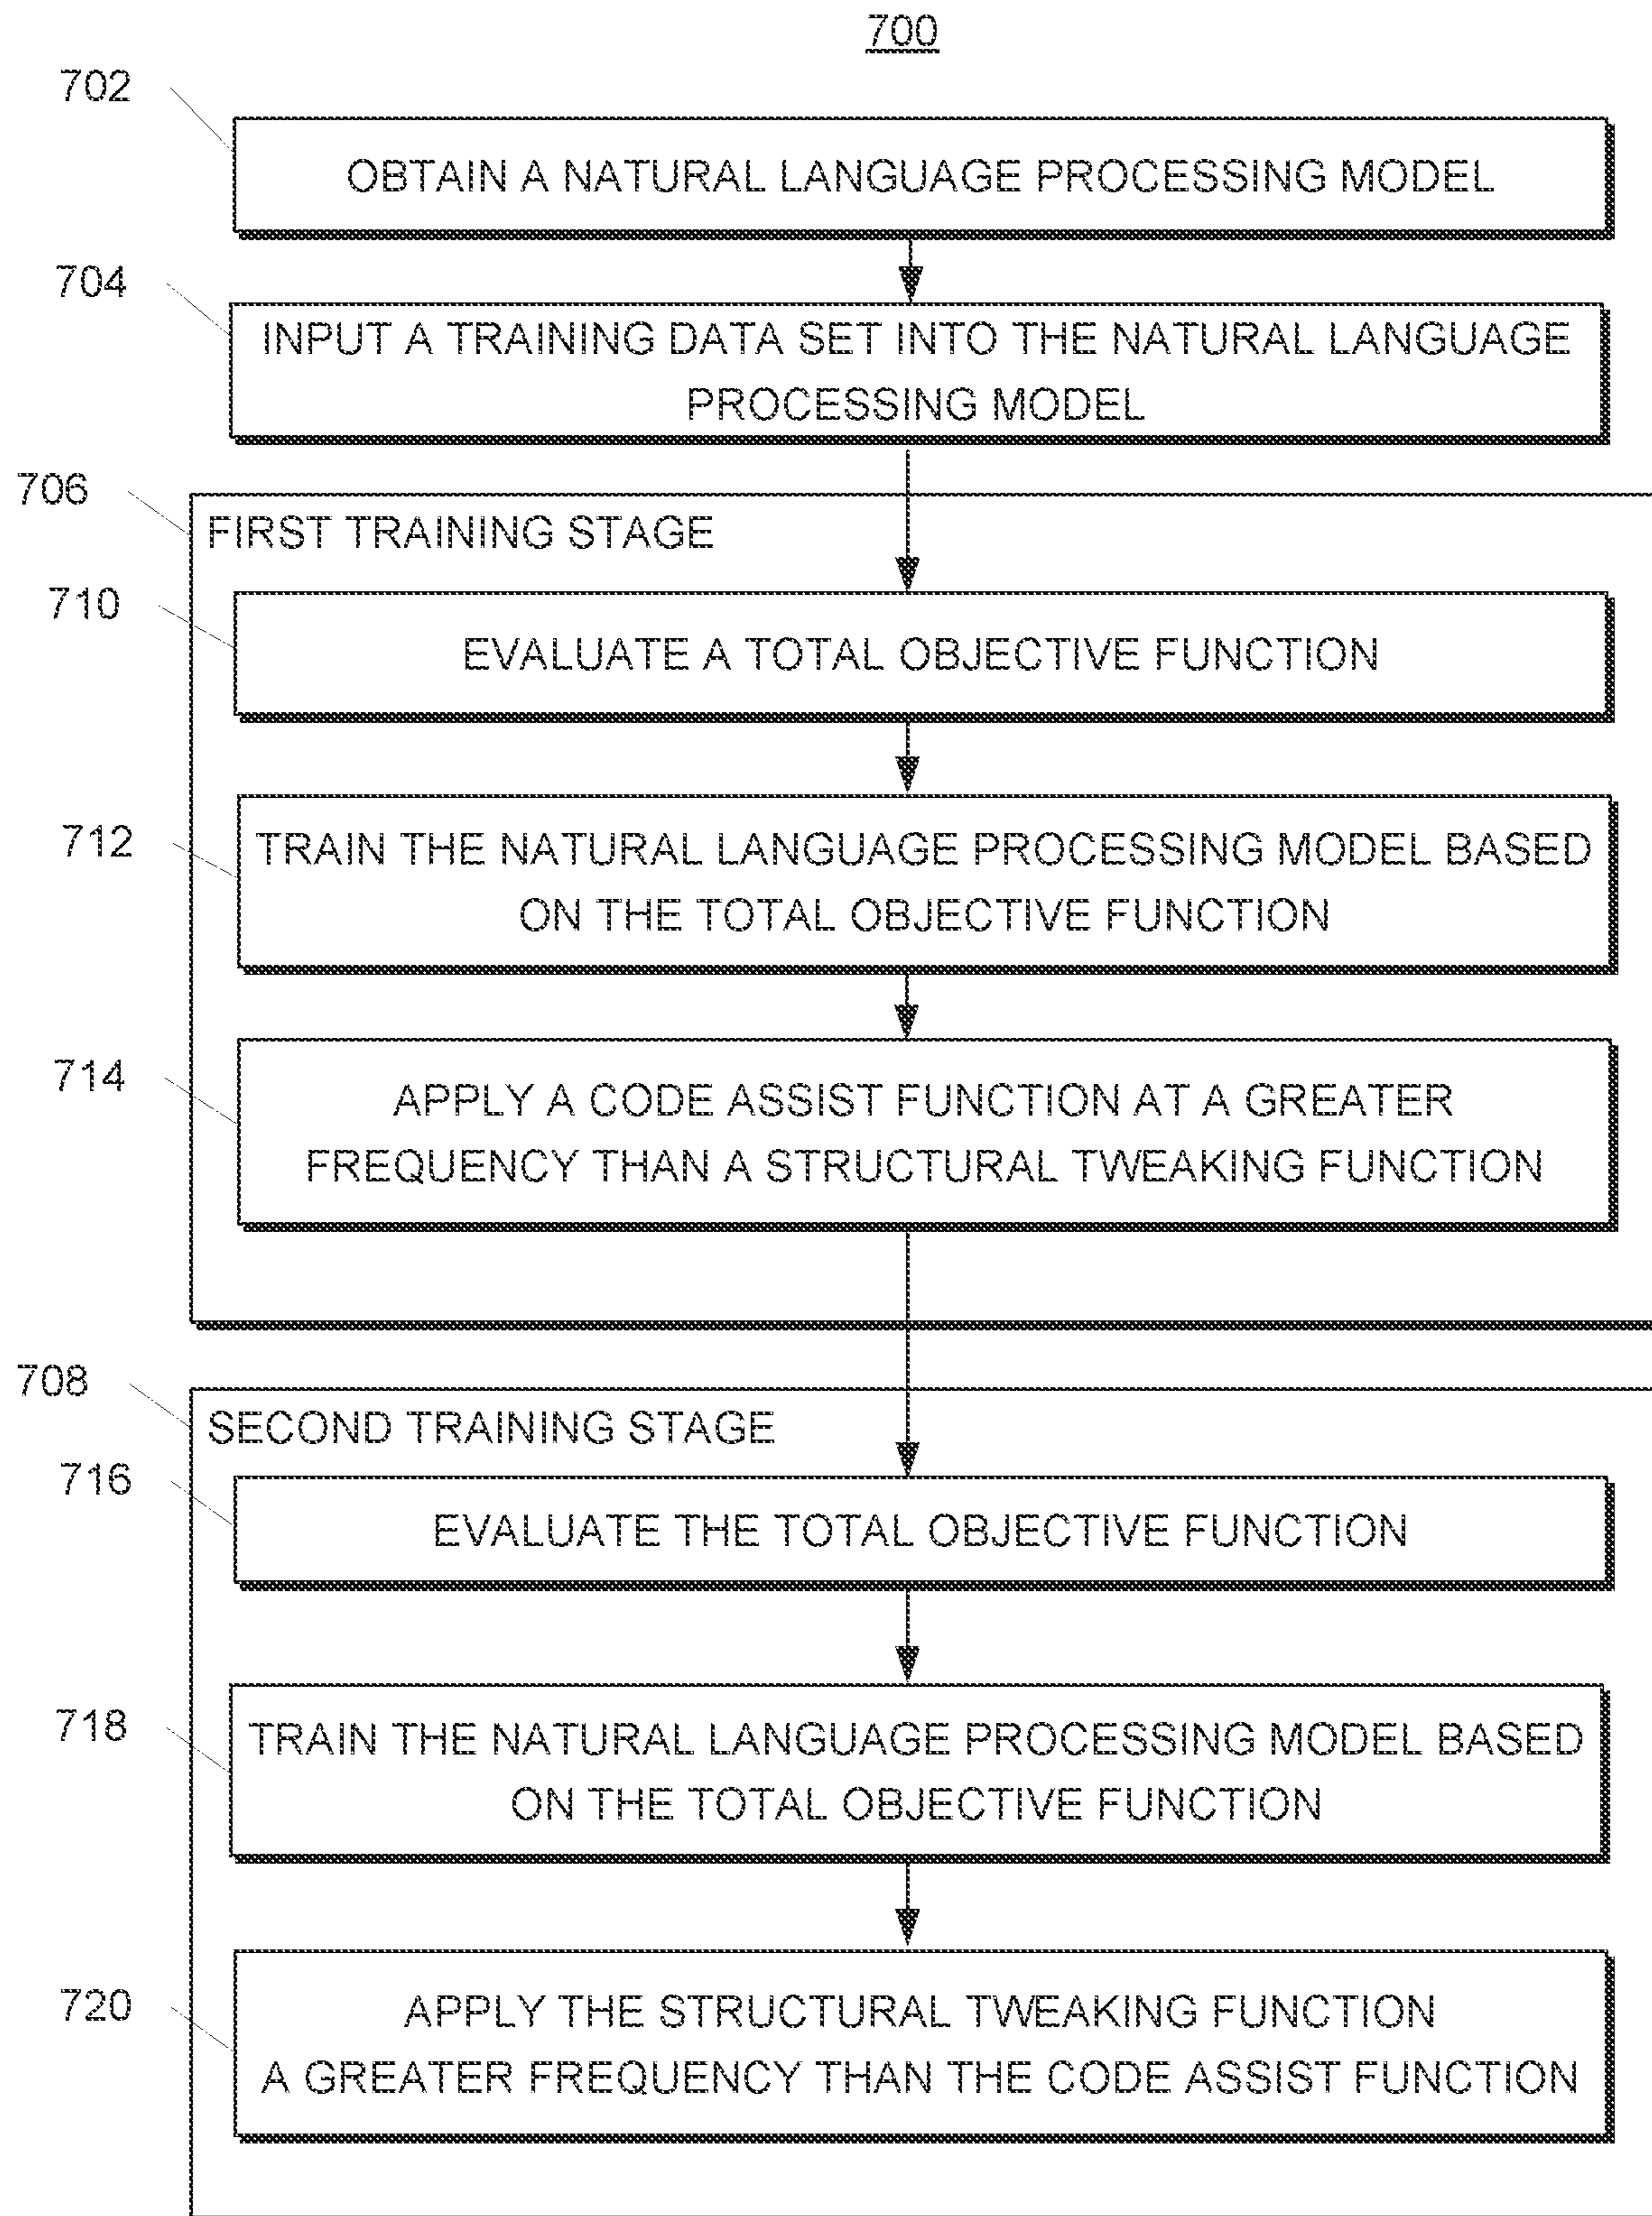 700
702
OBTAIN A NATURAL LANGUAGE PROCESSING MODEL
704
INPUT A TRAINING DATA SET INTO THE NATURAL LANGUAGE
PROCESSING MODEL
706
FIRST TRAINING STAGE
710
EVALUATE A TOTAL OBJECTIVE FUNCTION
712
TRAIN THE NATURAL LANGUAGE PROCESSING MODEL BASED
ON THE TOTAL OBJECTIVE FUNCTION
714
APPLY A CODE ASSIST FUNCTION AT A GREATER
FREQUENCY THAN A STRUCTURAL TWEAKING FUNCTION
708
SECOND TRAINING STAGE
716
EVALUATE THE TOTAL OBJECTIVE FUNCTION
718
TRAIN THE NATURAL LANGUAGE PROCESSING MODEL BASED
ON THE TOTAL OBJECTIVE FUNCTION
720
APPLY THE STRUCTURAL TWEAKING FUNCTION
A GREATER FREQUENCY THAN THE CODE ASSIST FUNCTION